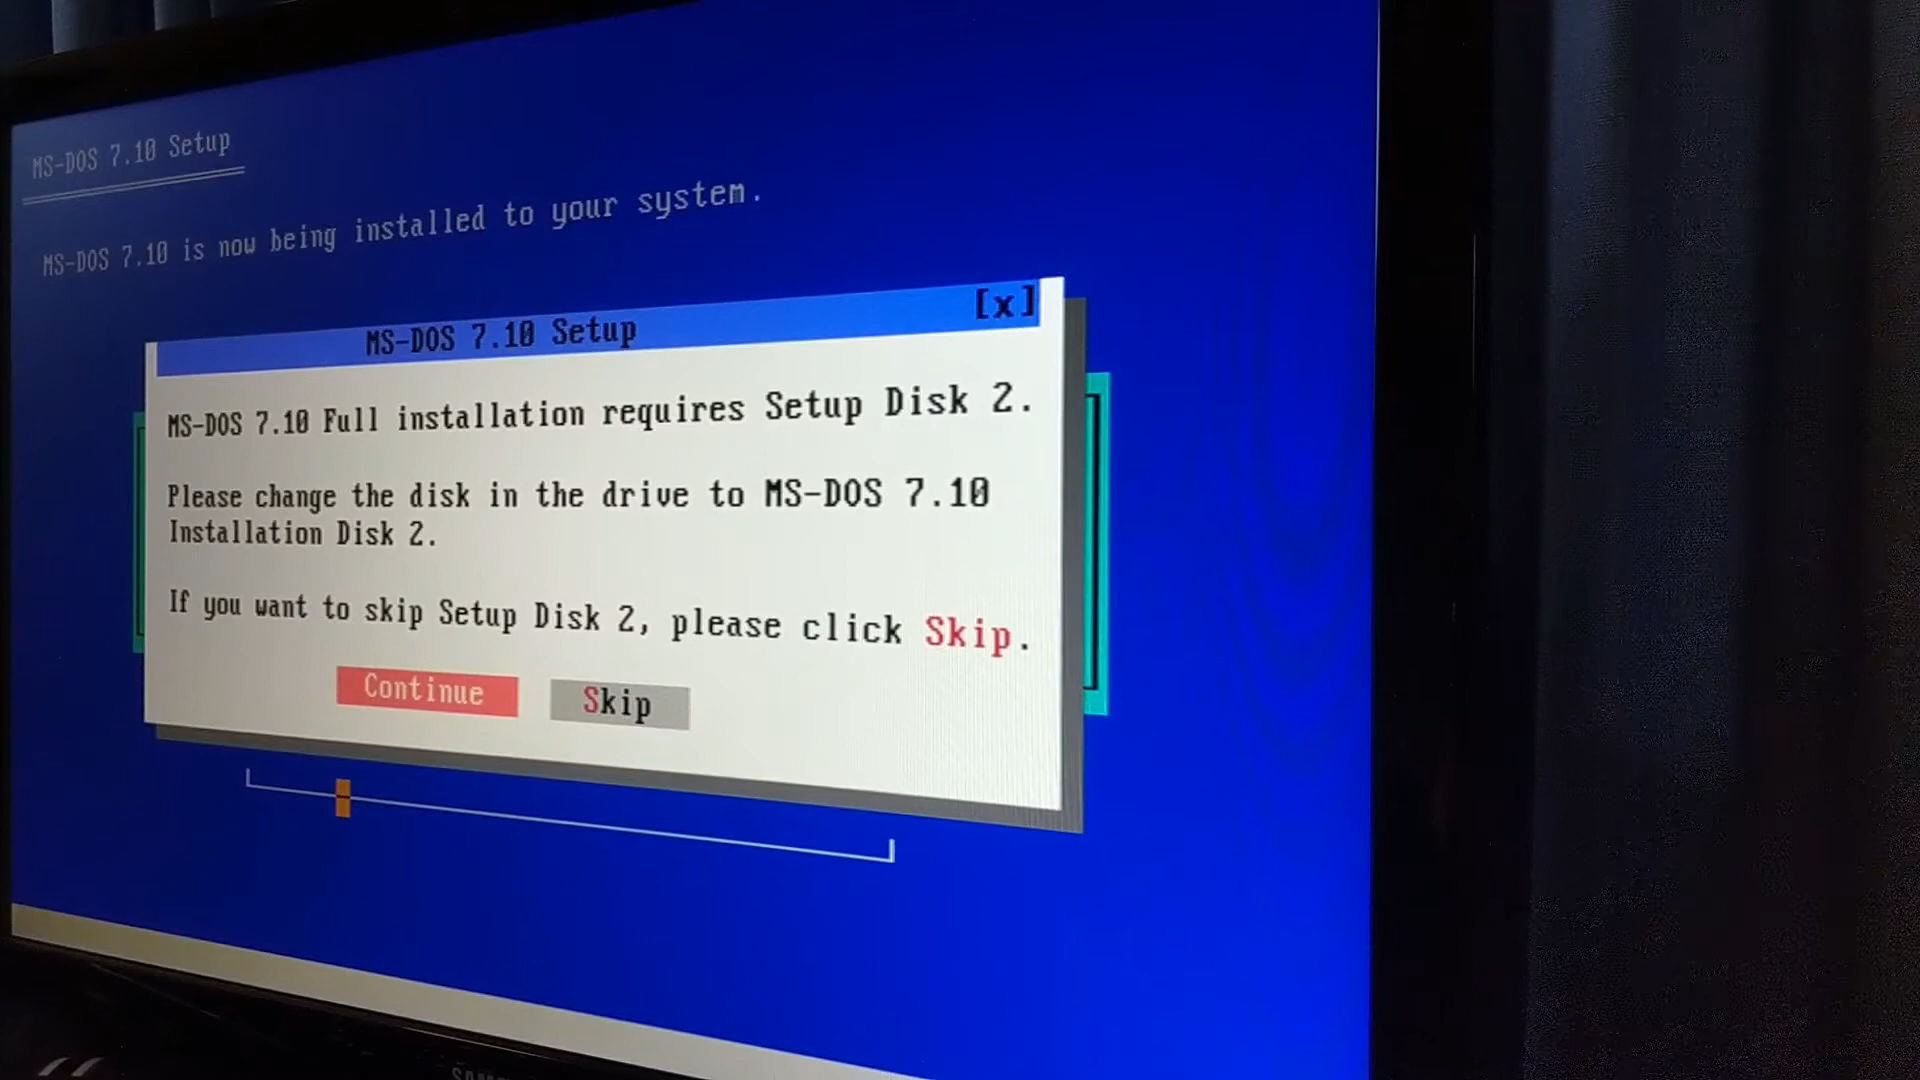 MS-DOS 7.10 Setup
MS-DOS 7.10 is now being installed to your system.
MS-DOS 7.10 Setup [x]
MS-DOS 7.10 Full installation requires Setup Disk 2.
Please change the disk in the drive to MS-DOS 7.10
Installation Disk 2.
If you want to skip Setup Disk 2, please click Skip.
Continue Skip